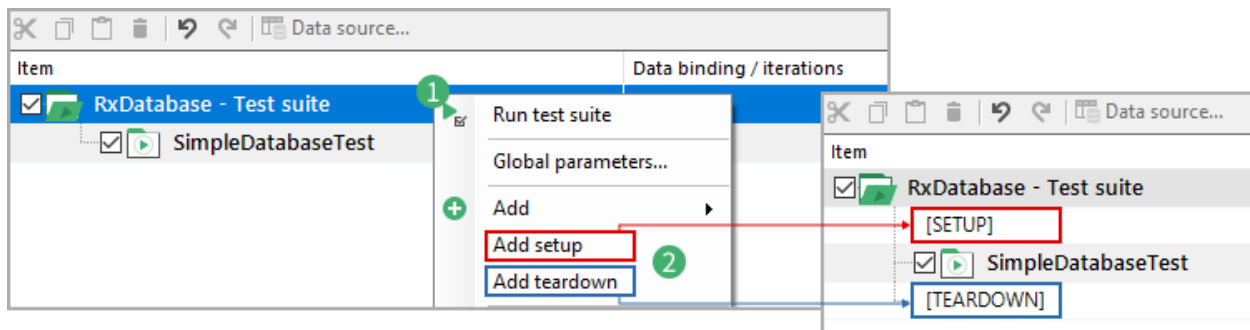 Data source...
Item
Data binding / iterations
RxDatabase - Test suite
SimpleDatabaseTest
1
Run test suite
Global parameters...
Add
Add setup
Add teardown
2
Data source...
Item
RxDatabase - Test suite
[SETUP]
SimpleDatabaseTest
[TEARDOWN]